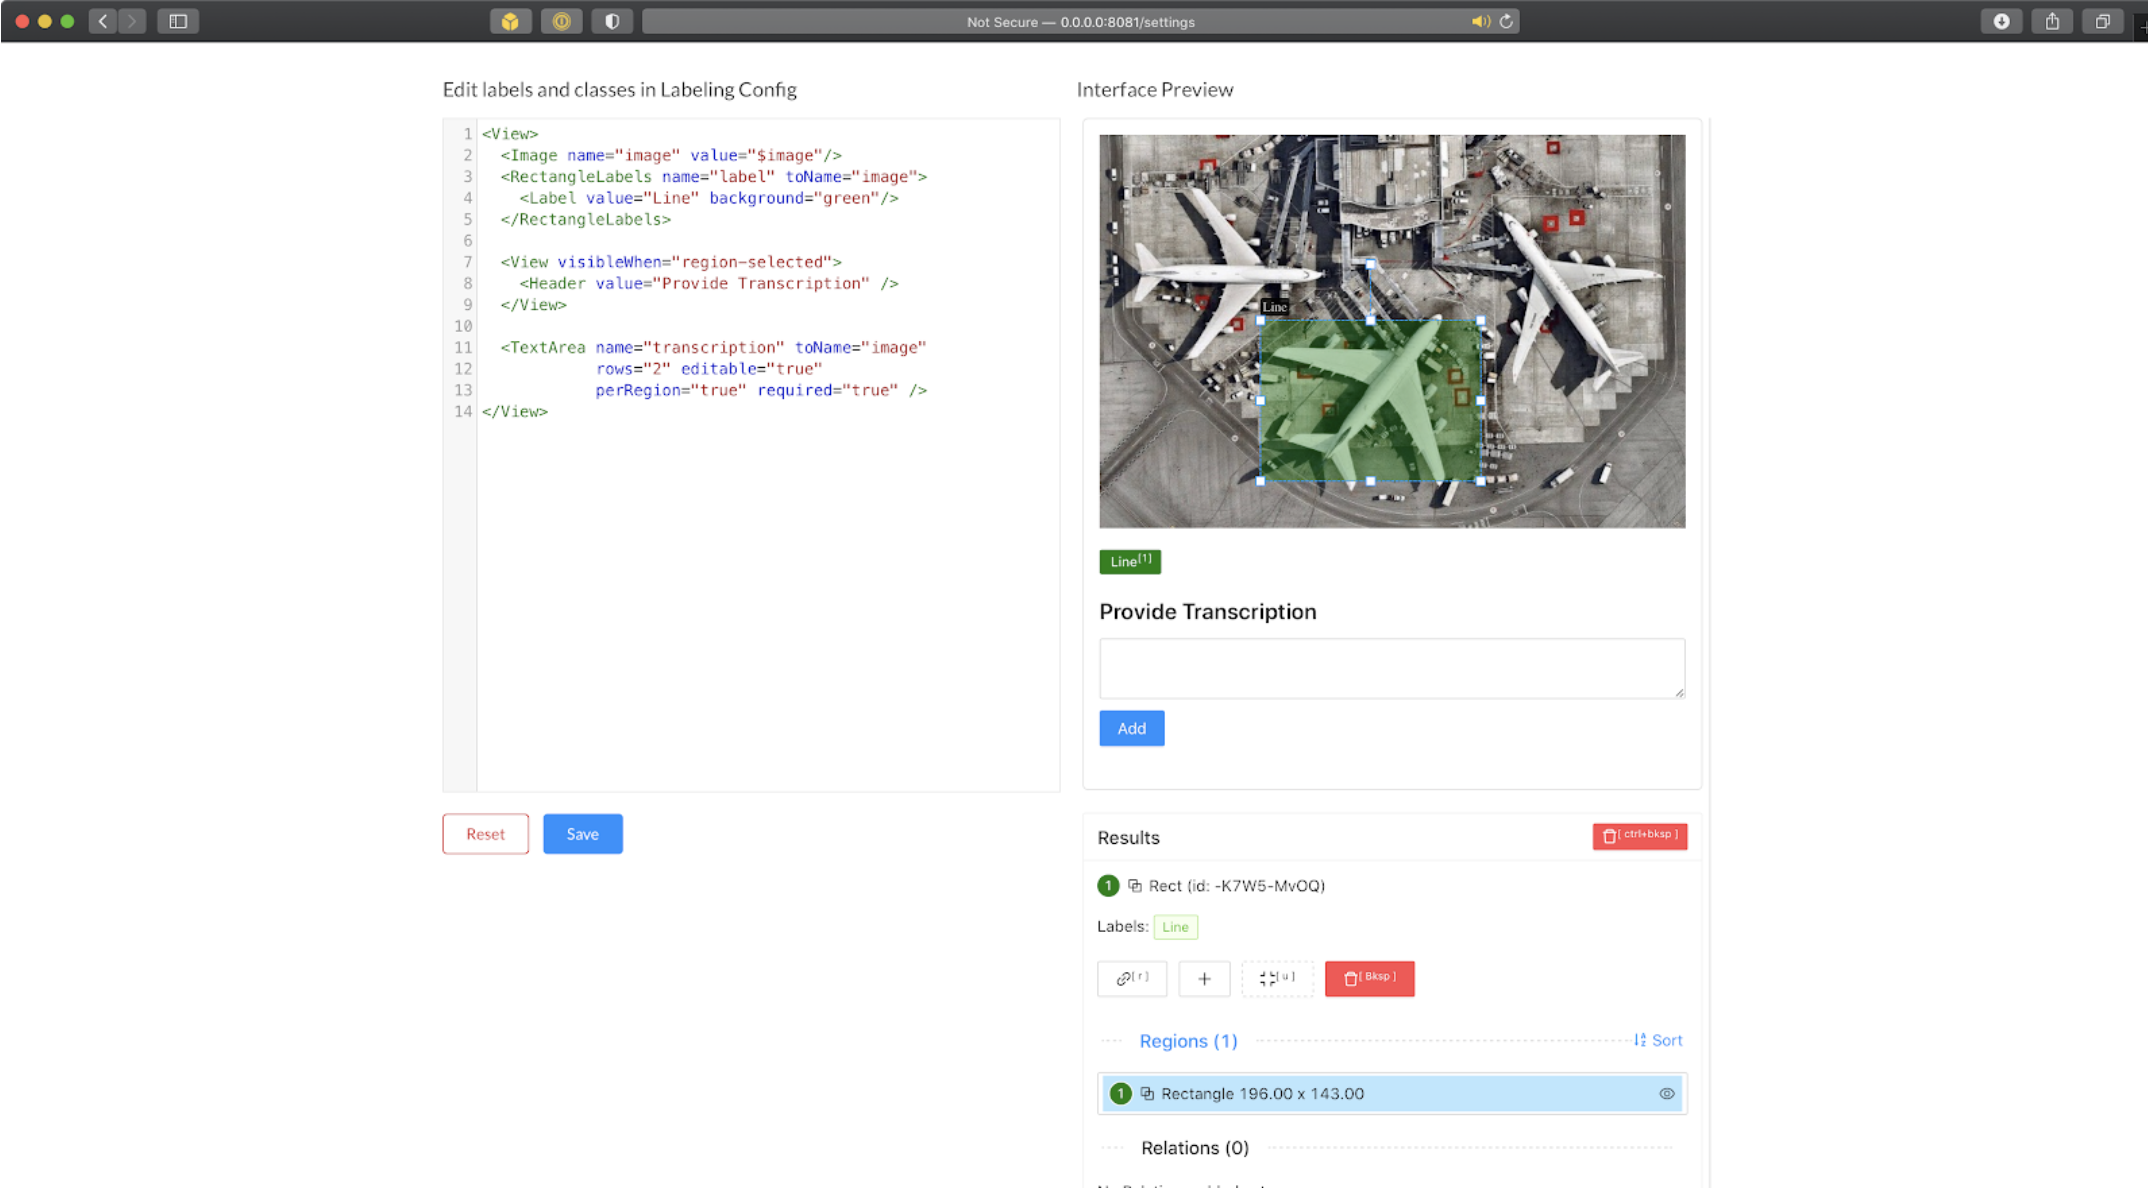 Not Secure — 0.0.0.0:8081/settings
Edit labels and classes in Labeling Config
1 <View>
2 <Image name="image" value="$image"/>
3 <RectangleLabels name="label" toName="image">
4 <Label value="Line" background="green"/>
5 </RectangleLabels>
6
7 <View visibleWhen="region-selected">
8 <Header value="Provide Transcription" />
9 </View>
10
11 <TextArea name="transcription" toName="image"
12 rows="2" editable="true"
13 perRegion="true" required="true" />
14 </View>
Reset
Save
Interface Preview
Line
Line[1]
Provide Transcription
Add
Results
[ ctrl+bksp ]
1 Rect (id: -K7W5-MvOQ)
Labels: Line
[ r ]
+
[ u ]
[ Bksp ]
Regions (1)
Sort
1 Rectangle 196.00 x 143.00
Relations (0)